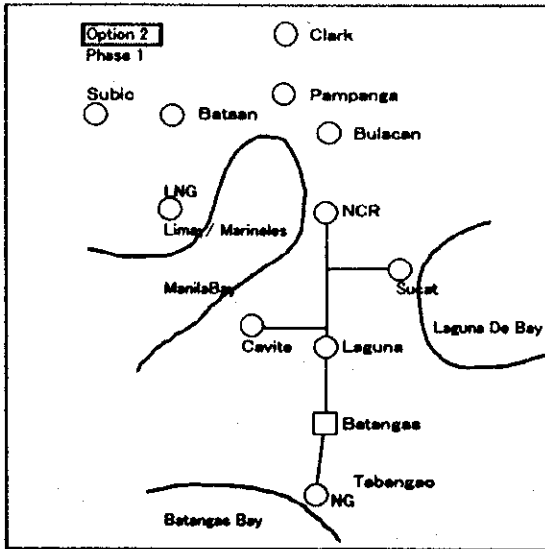 Option 2
Phase 1
Clark
Pampanga
Subic
Bataan
Bulacan
LNG
Limay/ Mariveles
NCR
ManilaBay
Sucat
Laguna De Bay
Cavite
Laguna
Batangas
Tabangao
NG
Batangas Bay